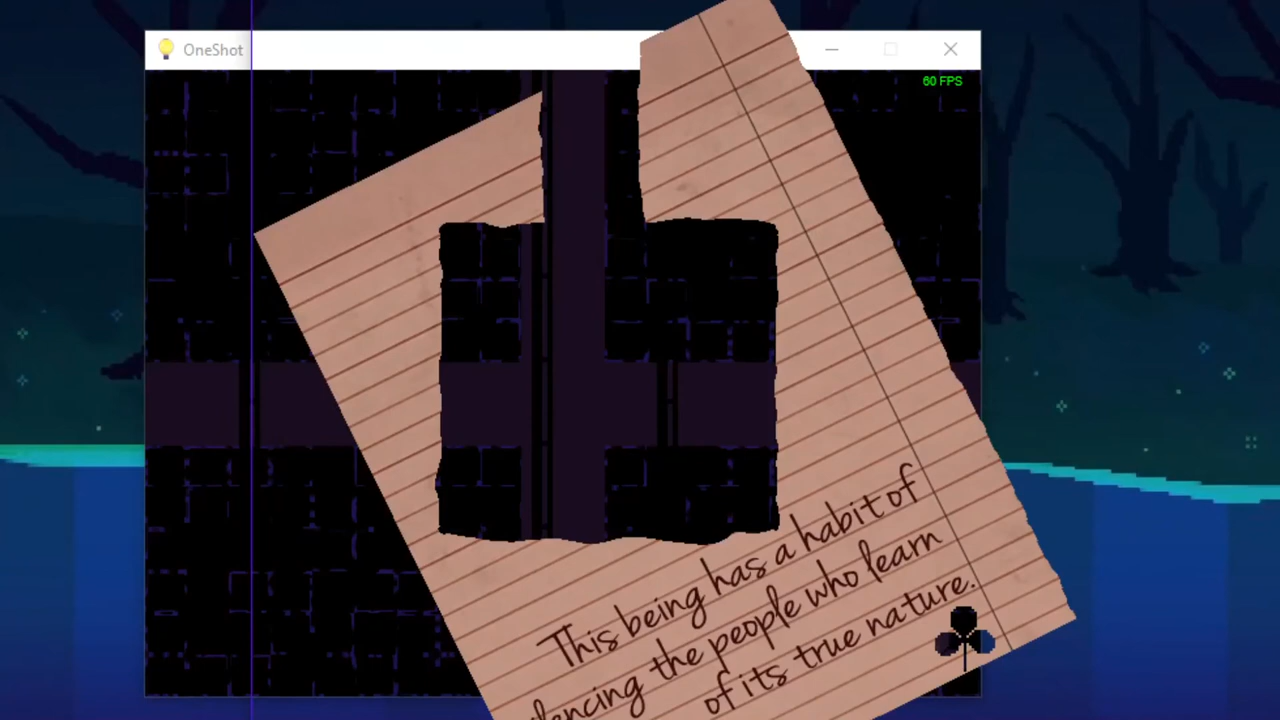 OneShot
60 FPS
This being has a habit of
the people who learn
of its true nature.